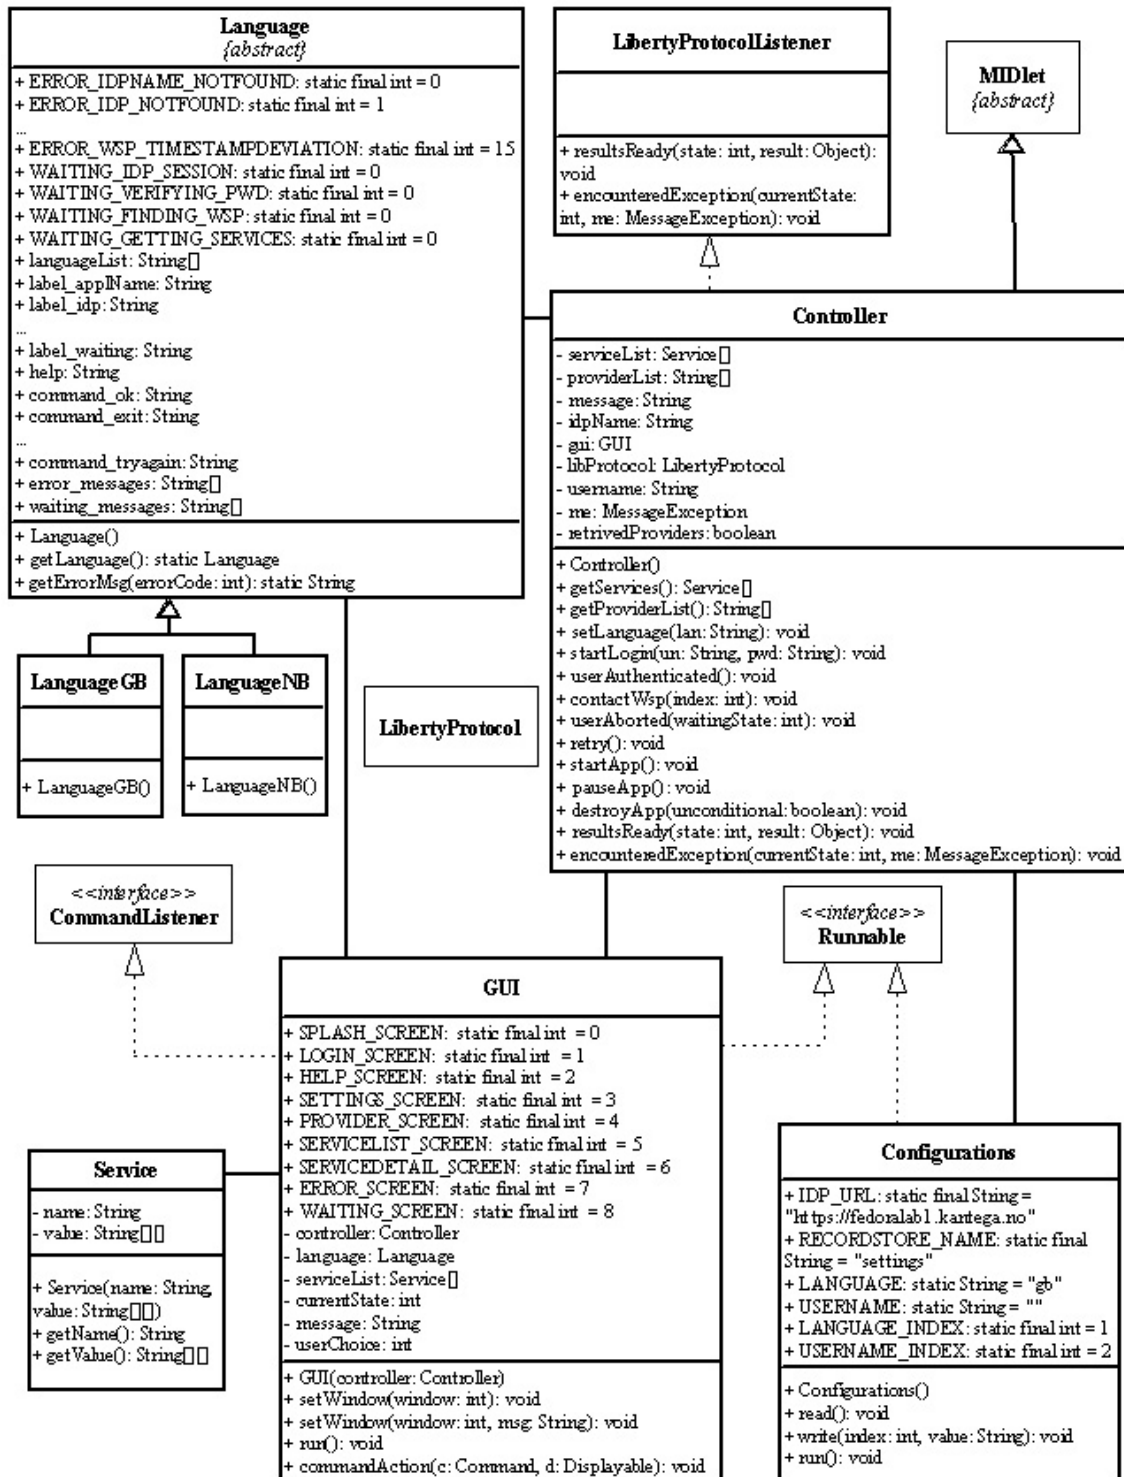 Language
{abstract}
+ ERROR_IDPNAME_NOTFOUND: static final int = 0
+ ERROR_IDP_NOTFOUND: static final int = 1
...
+ ERROR_WSP_TIMESTAMPDEVIATION: static final int = 15
+ WAITING_IDP_SESSION: static final int = 0
+ WAITING_VERIFYING_PWD: static final int = 0
+ WAITING_FINDING_WSP: static final int = 0
+ WAITING_GETTING_SERVICES: static final int = 0
+ languageList: String[]
+ label_applName: String
+ label_idp: String
...
+ label_waiting: String
+ help: String
+ command_ok: String
+ command_exit: String
...
+ command_tryagain: String
+ error_messages: String[]
+ waiting_messages: String[]
+ Language()
+ getLanguage(): static Language
+ getErrorMsg(errorCode: int): static String
LibertyProtocolListener
+ resultsReady(state: int, result: Object):
void
+ encounteredException(currentState:
int, me: MessageException): void
MIDlet
{abstract}
Controller
- serviceList: Service[]
- providerList: String[]
- message: String
- idpName: String
- gui: GUI
- libProtocol: LibertyProtocol
- username: String
- me: MessageException
- retrivedProviders: boolean
+ Controller()
+ getServices(): Service[]
+ getProviderList(): String[]
+ setLanguage(lan: String): void
+ startLogin(un: String, pwd: String): void
+ userAuthenticated(): void
+ contactWsp(index: int): void
+ userAborted(waitingState: int): void
+ retry(): void
+ startApp(): void
+ pauseApp(): void
+ destroyApp(unconditional: boolean): void
+ resultsReady(state: int, result: Object): void
+ encounteredException(currentState: int, me: MessageException): void
LanguageGB
+ LanguageGB()
LanguageNB
+ LanguageNB()
LibertyProtocol
<<interface>>
CommandListener
<<interface>>
Runnable
GUI
+ SPLASH_SCREEN: static final int = 0
+ LOGIN_SCREEN: static final int = 1
+ HELP_SCREEN: static final int = 2
+ SETTINGS_SCREEN: static final int = 3
+ PROVIDER_SCREEN: static final int = 4
+ SERVICELIST_SCREEN: static final int = 5
+ SERVICEDETAIL_SCREEN: static final int = 6
+ ERROR_SCREEN: static final int = 7
+ WAITING_SCREEN: static final int = 8
- controller: Controller
- language: Language
- serviceList: Service[]
- currentState: int
- message: String
- userChoice: int
+ GUI(controller: Controller)
+ setWindow(window: int): void
+ setWindow(window: int, msg: String): void
+ run(): void
+ commandAction(c: Command, d: Displayable): void
Service
- name: String
- value: String[][]
+ Service(name: String,
value: String[][])
+ getName(): String
+ getValue(): String[][]
Configurations
+ IDP_URL: static final String =
"https://fedoralab1.kantega.no"
+ RECORDSTORE_NAME: static final
String = "settings"
+ LANGUAGE: static String = "gb"
+ USERNAME: static String = ""
+ LANGUAGE_INDEX: static final int = 1
+ USERNAME_INDEX: static final int = 2
+ Configurations()
+ read(): void
+ write(index: int, value: String): void
+ run(): void